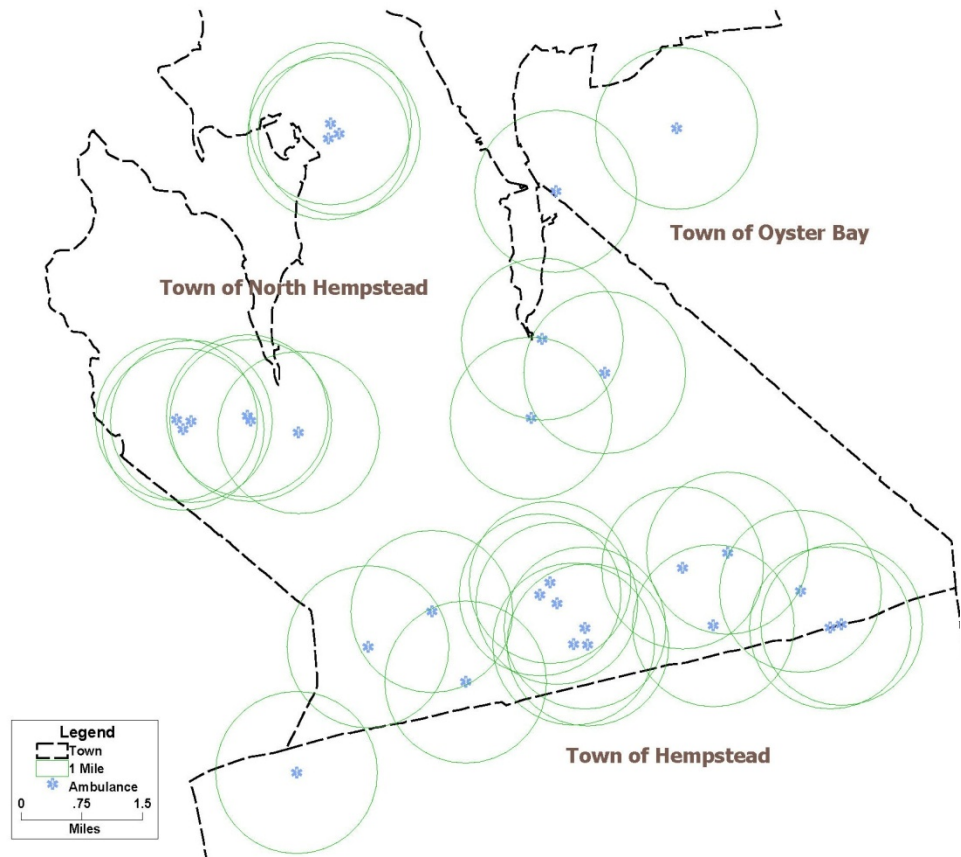 Town of Oyster Bay
Town of North Hempstead
Town of Hempstead
Legend
Town
1 Mile
Ambulance
0 .75 1.5
Miles